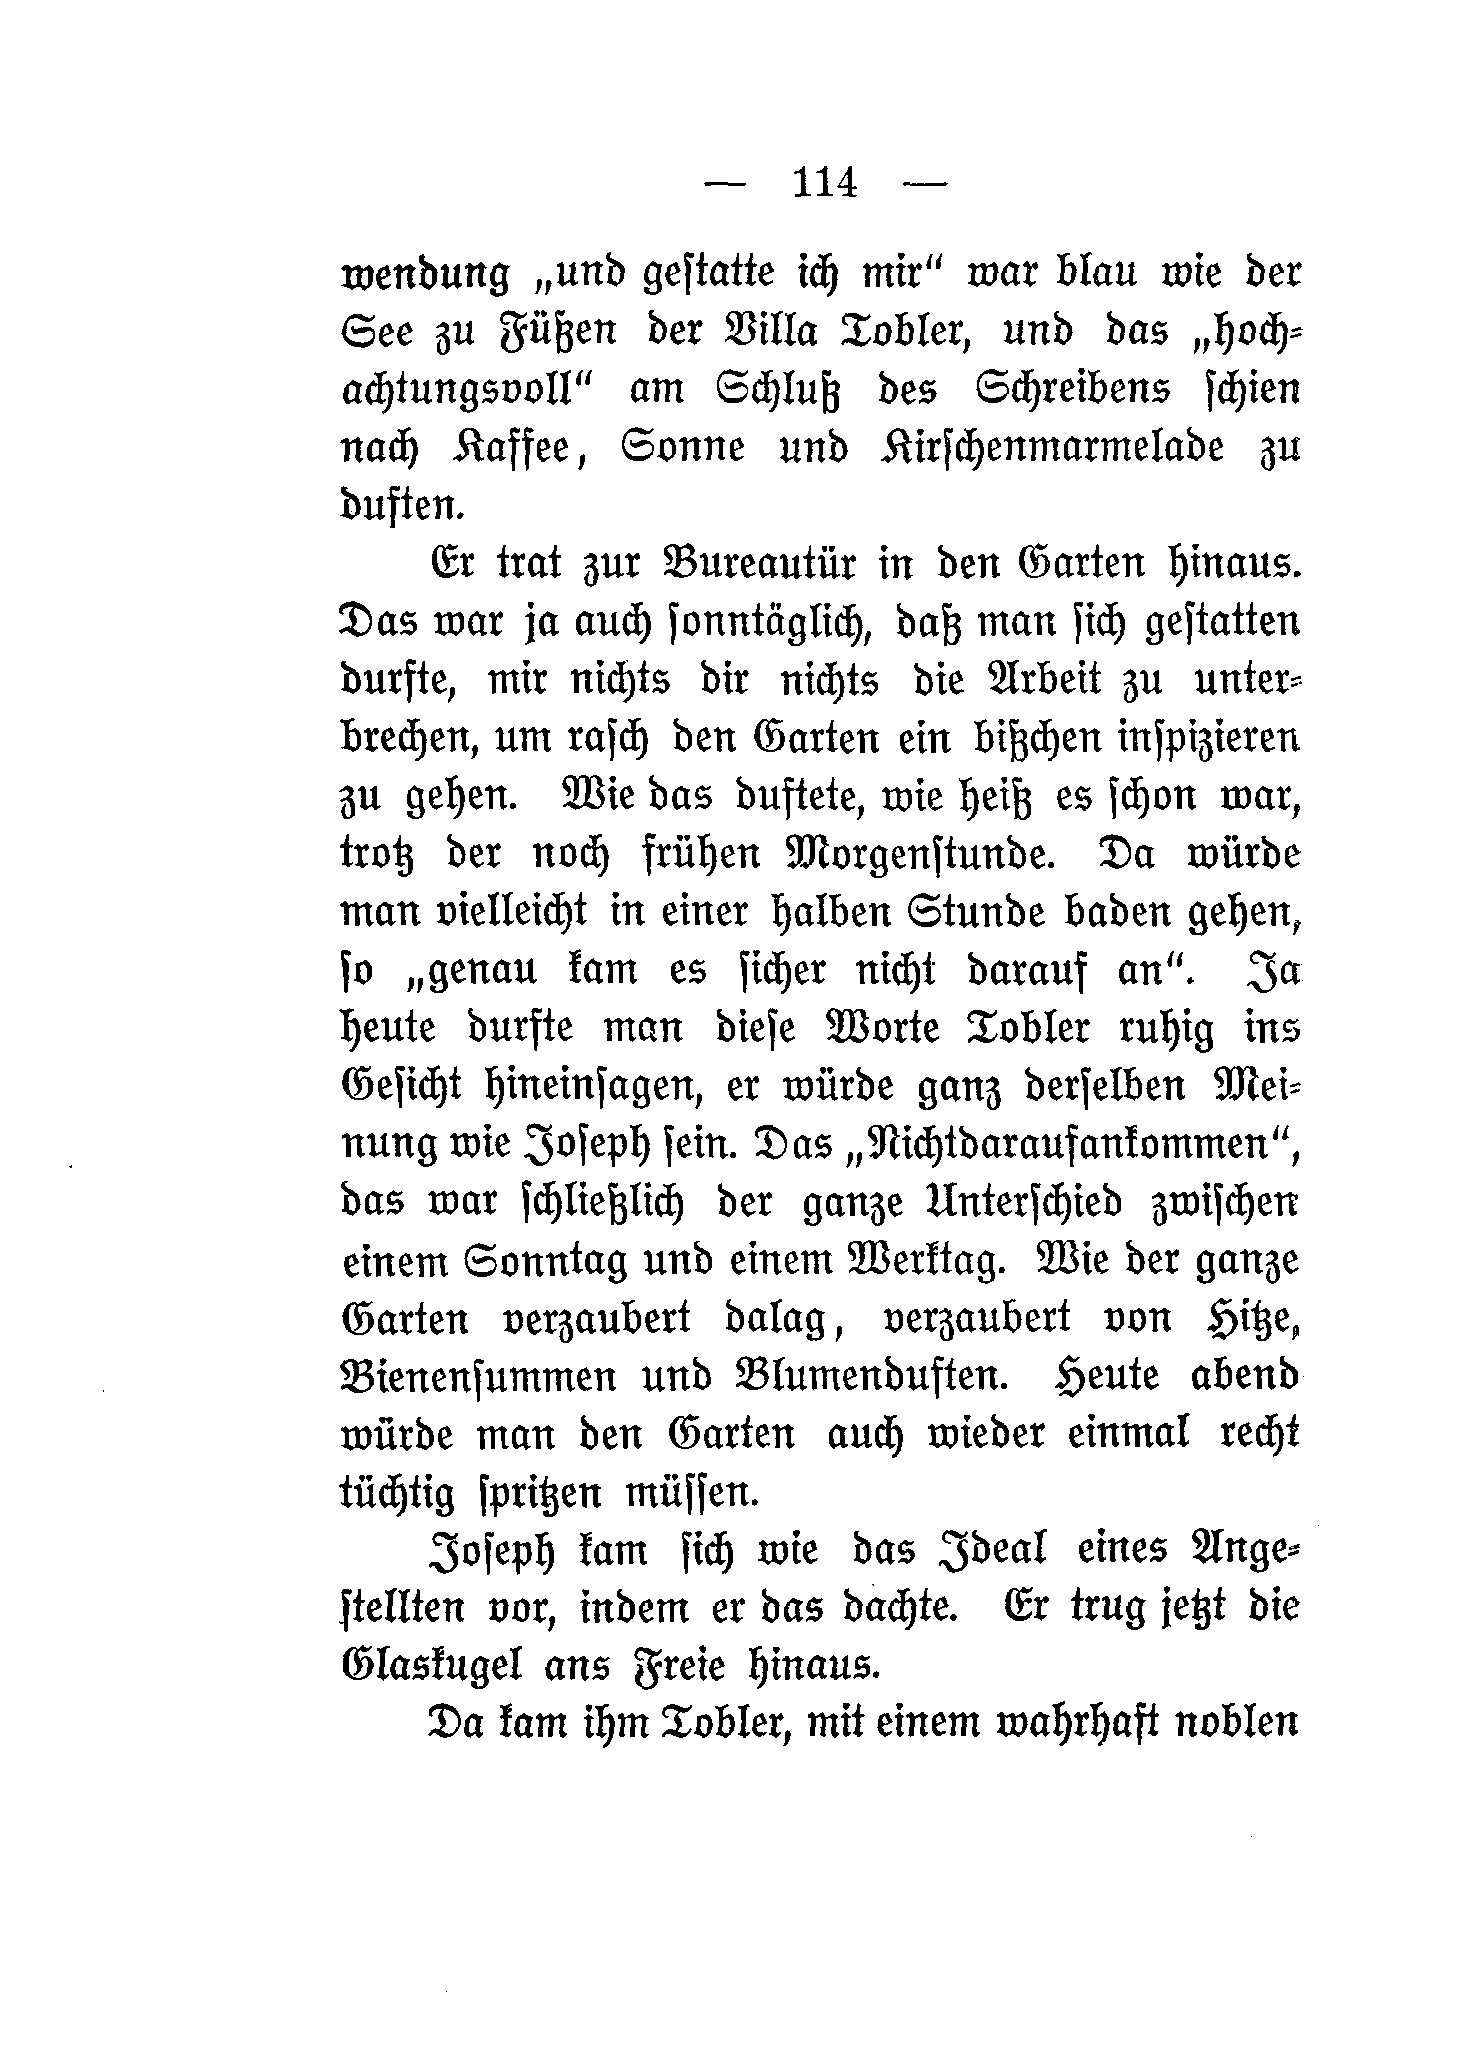 — 114 —
wendung „und geſtatte ich mir“ war blau wie der
See zu Füßen der Villa Tobler, und das „hoch-
achtungsvoll“ am Schluß des Schreibens ſchien
nach Kaffee, Sonne und Kirſchenmarmelade zu
duften.
Er trat zur Bureautür in den Garten hinaus.
Das war ja auch ſonntäglich, daß man ſich geſtatten
durfte, mir nichts dir nichts die Arbeit zu unter-
brechen, um raſch den Garten ein bißchen inſpizieren
zu gehen. Wie das duftete, wie heiß es ſchon war,
trotz der noch frühen Morgenſtunde. Da würde
man vielleicht in einer halben Stunde baden gehen,
ſo „genau kam es ſicher nicht darauf an“. Ja
heute durfte man dieſe Worte Tobler ruhig ins
Geſicht hineinſagen, er würde ganz derſelben Mei-
nung wie Joſeph ſein. Das „Nichtdaraufankommen“,
das war ſchließlich der ganze Unterſchied zwiſchen
einem Sonntag und einem Werktag. Wie der ganze
Garten verzaubert dalag, verzaubert von Hitze,
Bienenſummen und Blumenduften. Heute abend
würde man den Garten auch wieder einmal recht
tüchtig ſpritzen müſſen.
Joſeph kam ſich wie das Ideal eines Ange-
ſtellten vor, indem er das dachte. Er trug jetzt die
Glaskugel ans Freie hinaus.
Da kam ihm Tobler, mit einem wahrhaft noblen